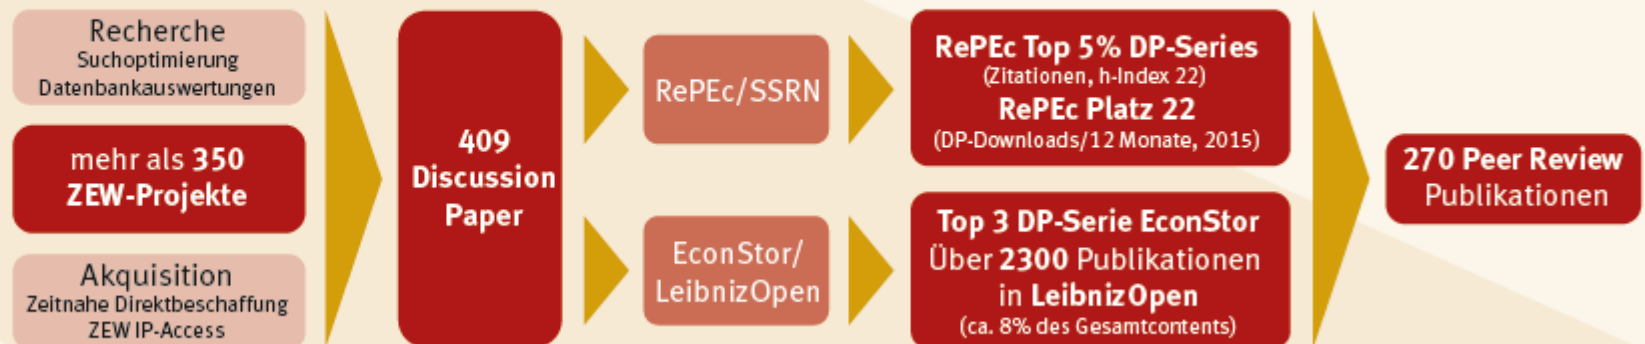 Recherche
Suchoptimierung
Datenbankauswertungen
mehr als 350
ZEW-Projekte
Akquisition
Zeitnahe Direktbeschaffung
ZEW IP-Access
409
Discussion
Paper
RePEc/SSRN
EconStor/
LeibnizOpen
RePEc Top 5% DP-Series
(Zitationen, h-Index 22)
RePEc Platz 22
(DP-Downloads/12 Monate, 2015)
Top 3 DP-Serie EconStor
Über 2300 Publikationen
in LeibnizOpen
(ca. 8% des Gesamtcontents)
270 Peer Review
Publikationen